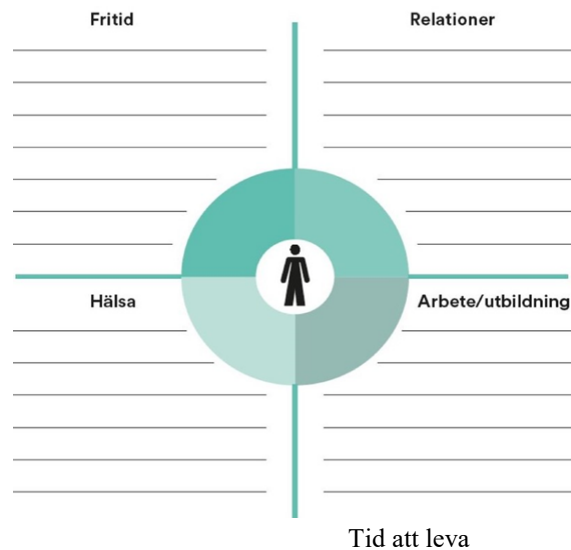 Fritid
Relationer
Hälsa
Arbete/utbildning
Tid att leva